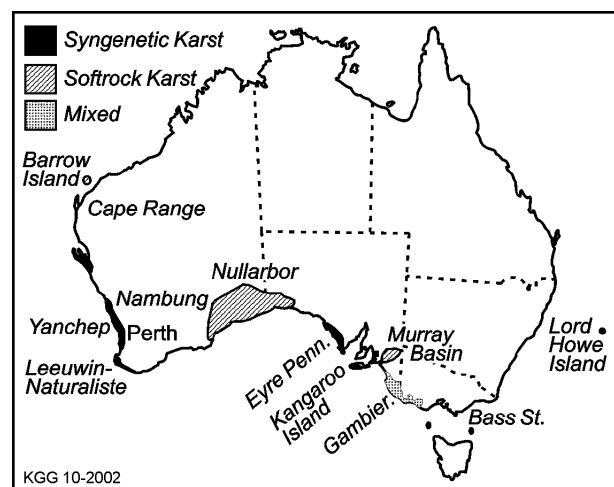 Syngenetic Karst
Softrock Karst
Mixed
Barrow
Island
Cape Range
Nullarbor
Nambung
Yanchep
Perth
Leeuwin-
Naturaliste
Eyre Penn.
Kangaroo
Island
Murray
Basin
Gambier
Lord
Howe
Island
Bass St.
KGG 10-2002